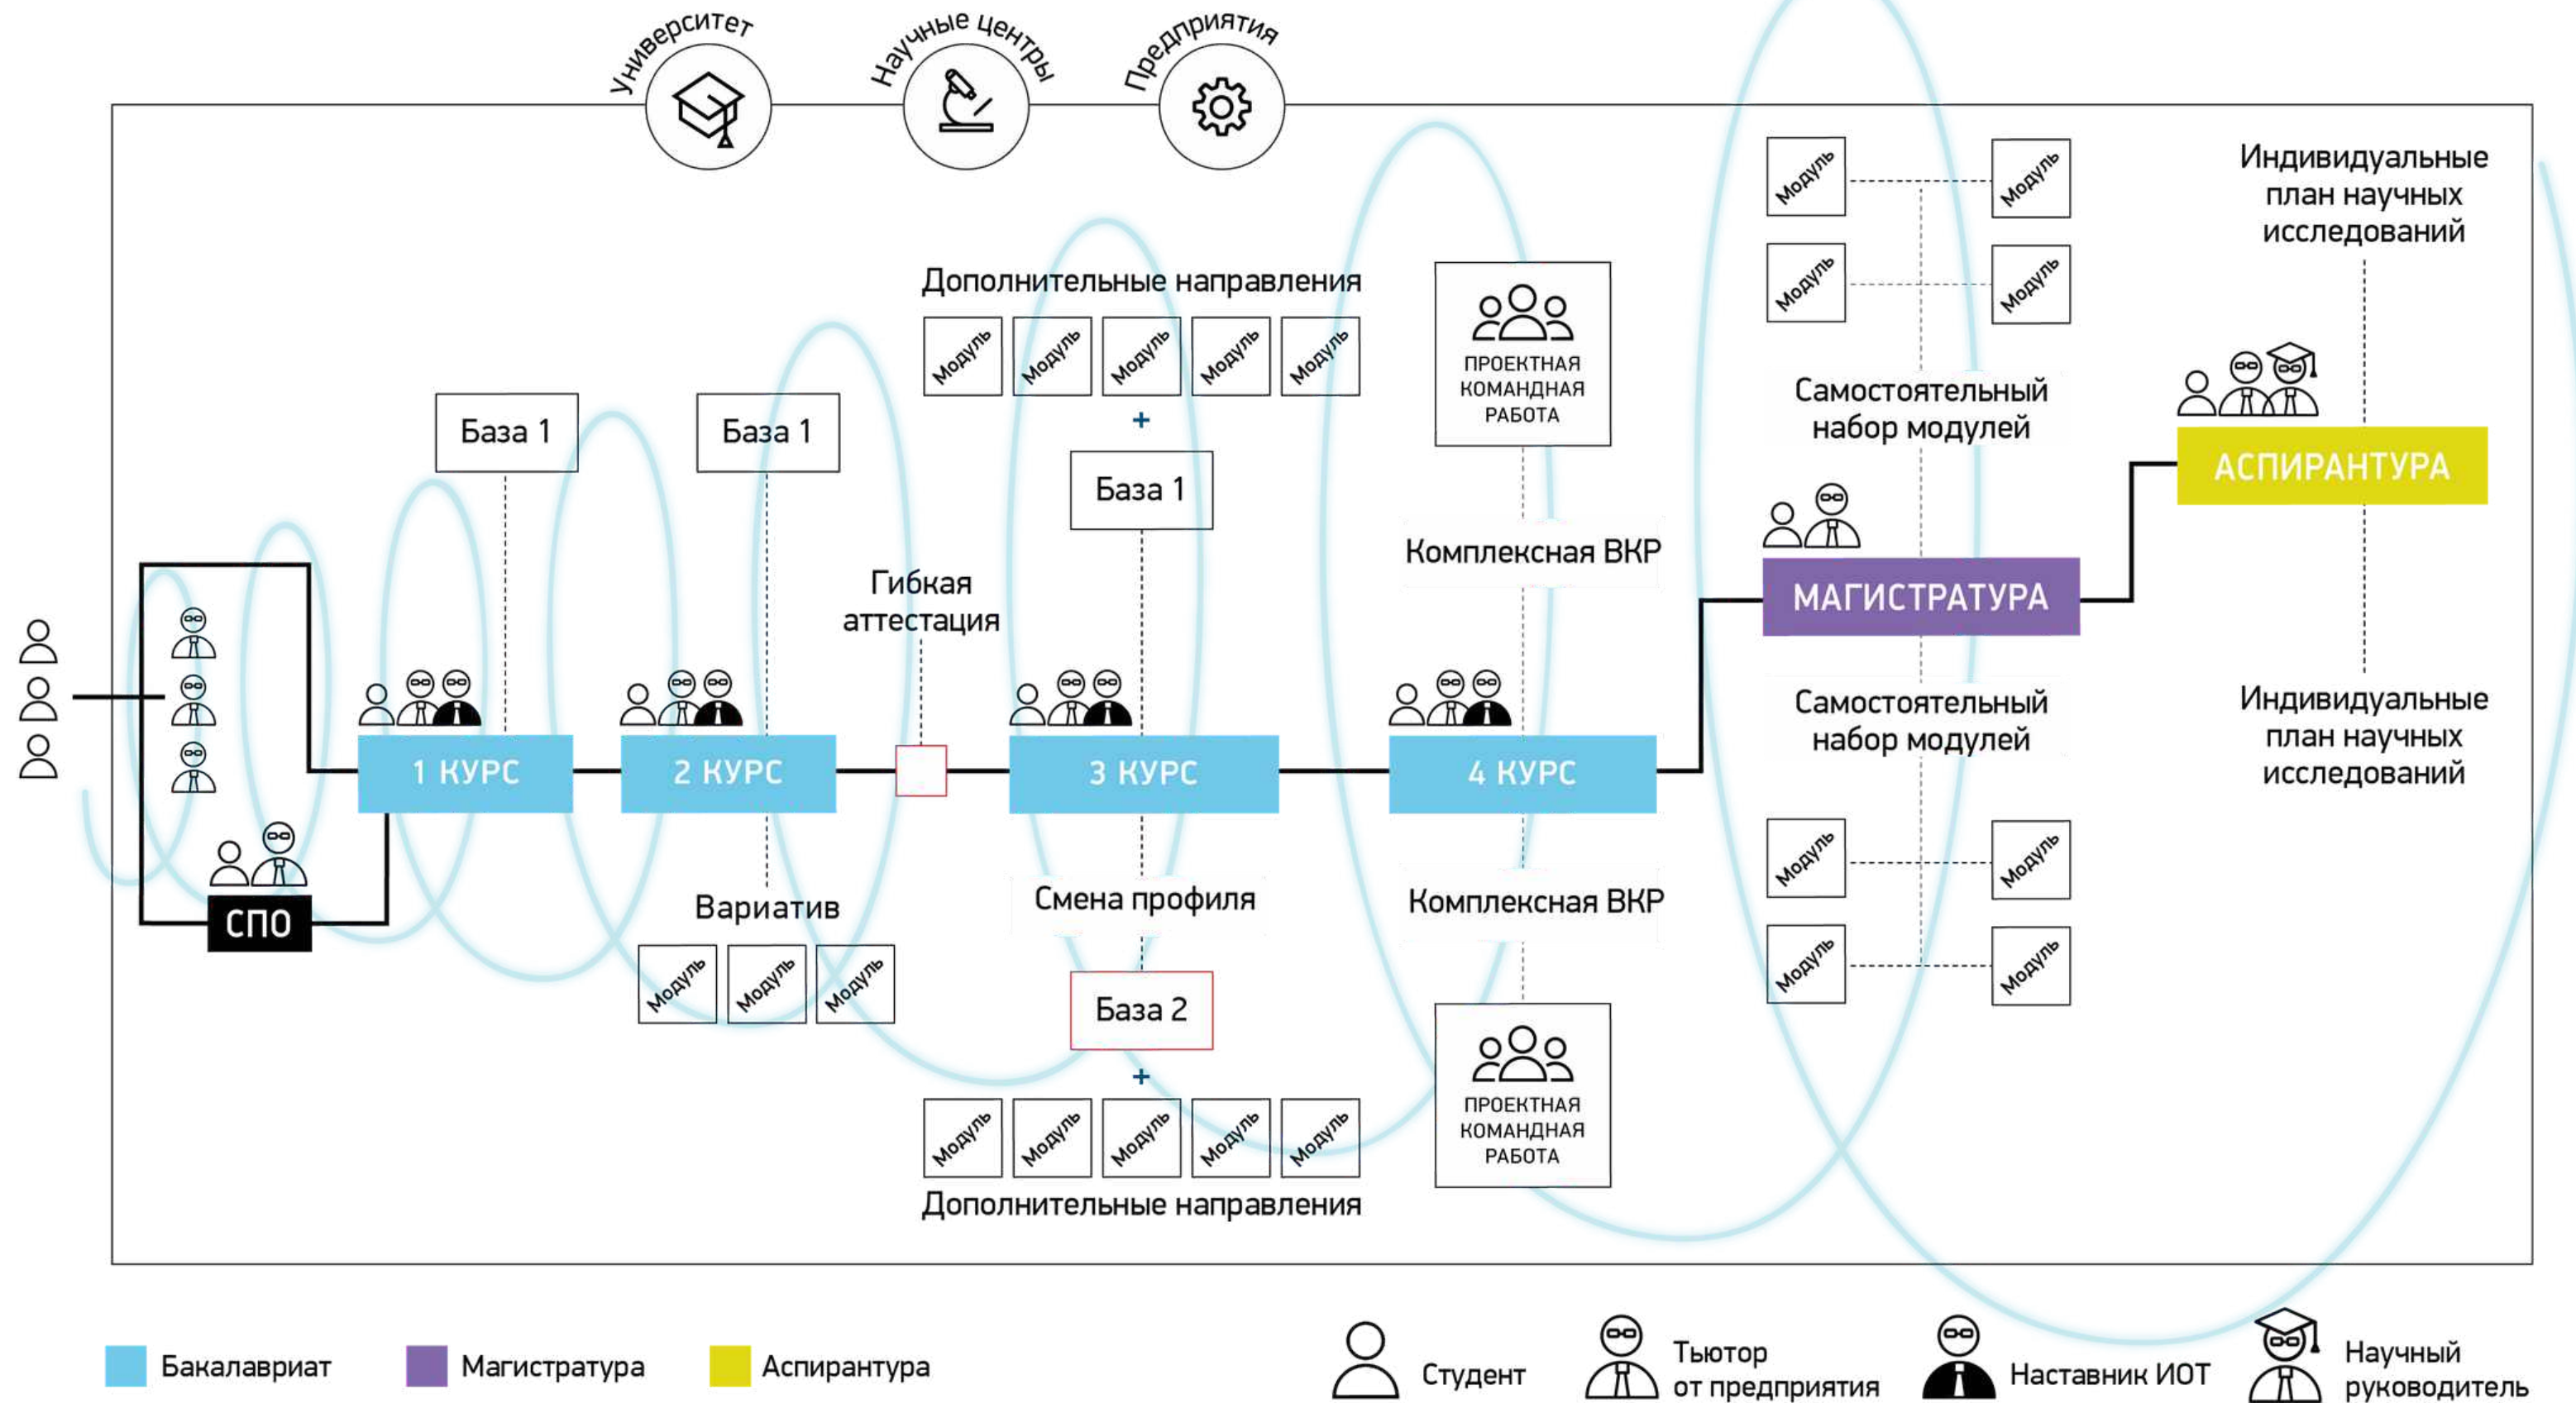 Университет
Научные центры
Предприятия
Модуль
Модуль
Модуль
Модуль
Индивидуальные
план научных
исследований
Дополнительные направления
Модуль
Модуль
Модуль
Модуль
Модуль
+
ПРОЕКТНАЯ
КОМАНДНАЯ
РАБОТА
Самостоятельный
набор модулей
База 1
База 1
База 1
АСПИРАНТУРА
Комплексная ВКР
Гибкая
аттестация
МАГИСТРАТУРА
Самостоятельный
набор модулей
Индивидуальные
план научных
исследований
1 КУРС
2 КУРС
3 КУРС
4 КУРС
СПО
Вариатив
Модуль
Модуль
Модуль
Смена профиля
База 2
+
Модуль
Модуль
Модуль
Модуль
Модуль
Дополнительные направления
Комплексная ВКР
ПРОЕКТНАЯ
КОМАНДНАЯ
РАБОТА
Модуль
Модуль
Модуль
Модуль
Бакалавриат
Магистратура
Аспирантура
Студент
Тьютор
от предприятия
Наставник ИОТ
Научный
руководитель